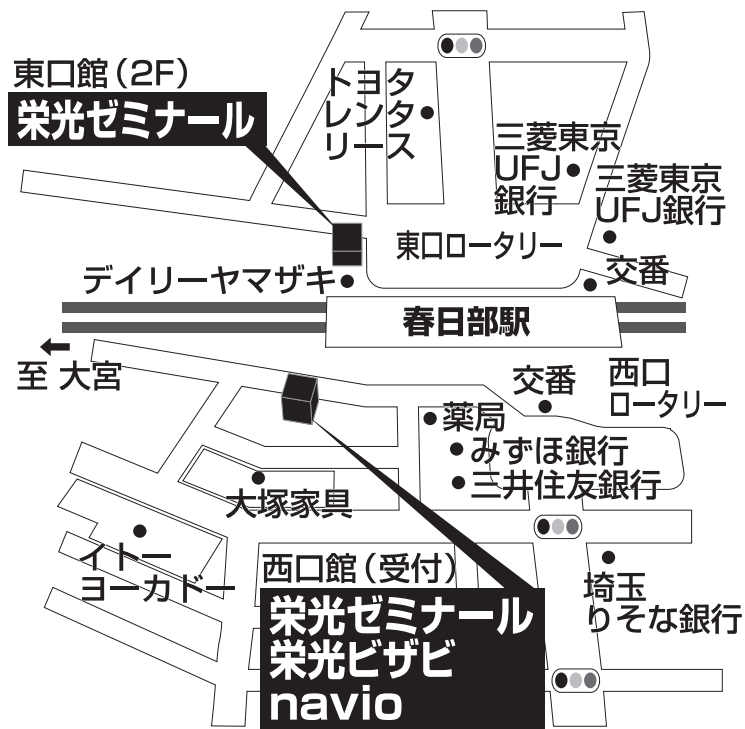 東口館（2F）
栄光ゼミナール
トヨタ
レンタ
リース
三菱東京
UFJ
銀行
三菱東京
UFJ銀行
東口ロータリー
交番
デイリーヤマザキ
春日部駅
至 大宮
交番
西口
ロータリー
薬局
みずほ銀行
三井住友銀行
大塚家具
イトー
ヨーカドー
西口館（受付）
栄光ゼミナール
栄光ビザビ
navio
埼玉
りそな銀行